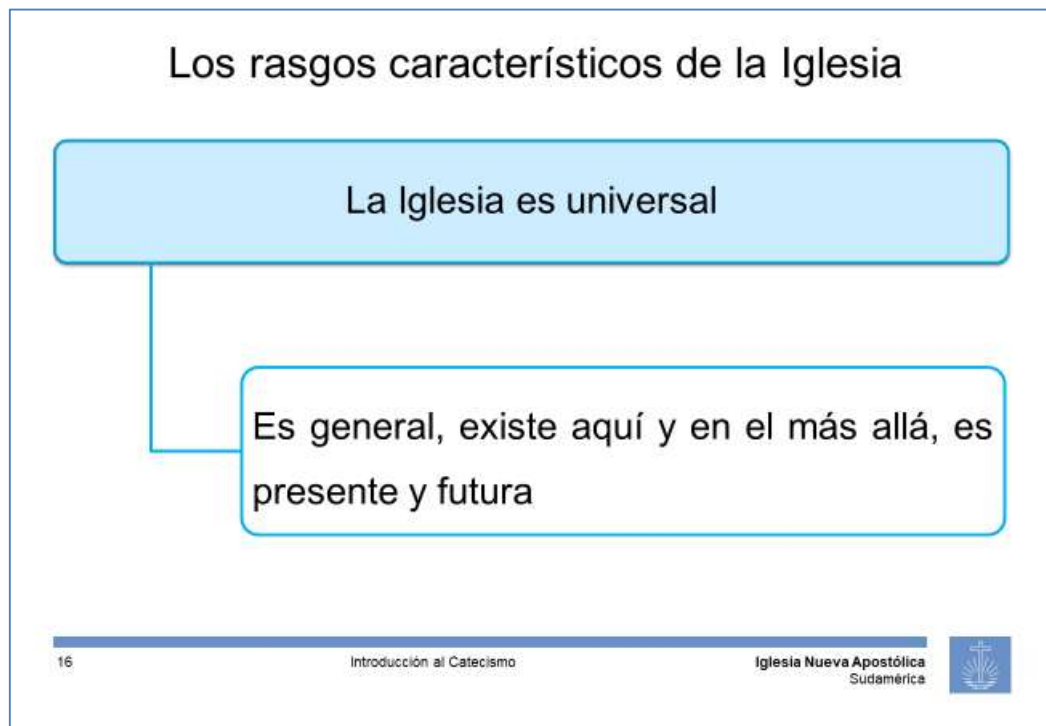 Los rasgos característicos de la Iglesia
La Iglesia es universal
Es general, existe aquí y en el más allá, es
presente y futura
16
Introducción al Catecismo
Iglesia Nueva Apostólica
Sudamérica